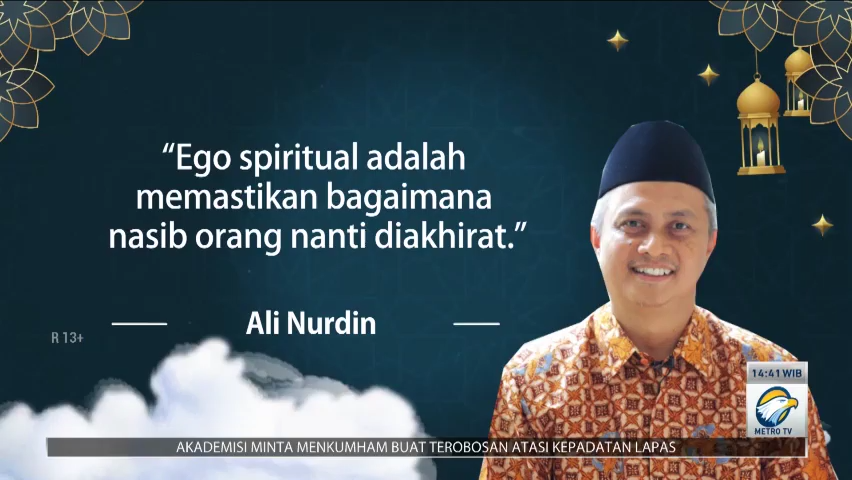 “Ego spiritual adalah
memastikan bagaimana
nasib orang nanti diakhirat.”
Ali Nurdin
R 13+
14:41 WIB
METRO TV
AKADEMISI MINTA MENKUMHAM BUAT TEROBOSAN ATASI KEPADATAN LAPAS